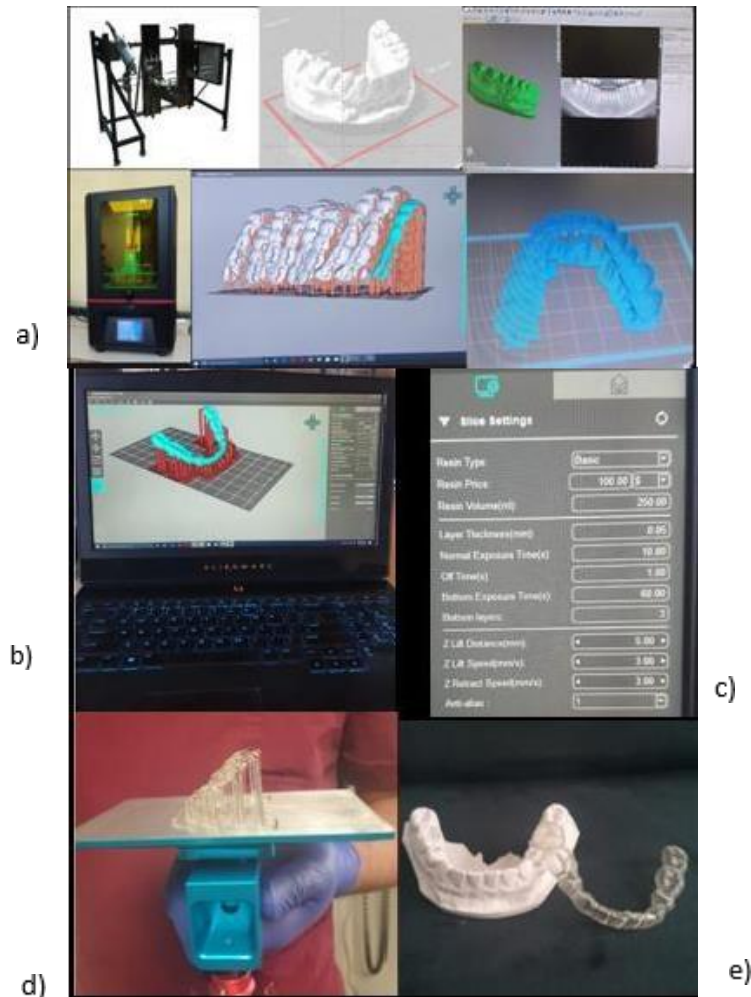 a)
b)
ALIENWARE
Slice Settings
Resin Type: Basic
Resin Price: 100.00 $
Resin Volume(ml): 250.00
Layer Thickness(mm): 0.05
Normal Exposure Time(s): 10.00
Off Time(s): 1.00
Bottom Exposure Time(s): 60.00
Bottom layers: 3
Z Lift Distance(mm): 5.00
Z Lift Speed(mm/s): 3.00
Z Retract Speed(mm/s): 3.00
Anti-alias : 1
c)
d)
e)